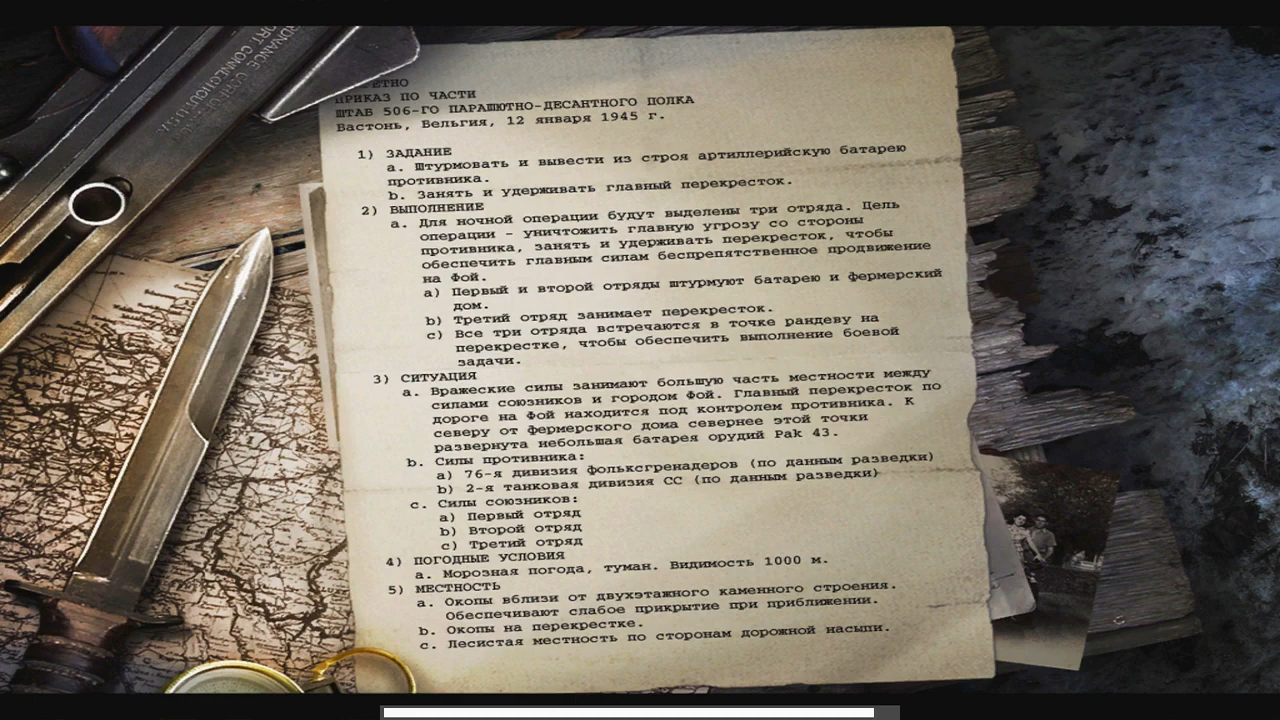 ПРИКАЗ ПО ЧАСТИ
ШТАБ 506-ГО ПАРАШЮТНО-ДЕСАНТНОГО ПОЛКА
Бастонь, Бельгия, 12 января 1945 г.
1) ЗАДАНИЕ
a. Штурмовать и вывести из строя артиллерийскую батарею
противника.
b. Занять и удерживать главный перекресток.
2) ВЫПОЛНЕНИЕ
a. Для ночной операции будут выделены три отряда. Цель
операции - уничтожить главную угрозу со стороны
противника, занять и удерживать перекресток, чтобы
обеспечить главным силам беспрепятственное продвижение
на Фой.
a) Первый и второй отряды штурмуют батарею и фермерский
дом.
b) Третий отряд занимает перекресток.
c) Все три отряда встречаются в точке рандеву на
перекрестке, чтобы обеспечить выполнение боевой
задачи.
3) СИТУАЦИЯ
a. Вражеские силы занимают большую часть местности между
силами союзников и городом Фой. Главный перекресток по
дороге на Фой находится под контролем противника. К
северу от фермерского дома севернее этой точки
развернута небольшая батарея орудий Pak 43.
b. Силы противника:
a) 76-я дивизия фольксгренадеров (по данным разведки)
b) 2-я танковая дивизия СС (по данным разведки)
c. Силы союзников:
a) Первый отряд
b) Второй отряд
c) Третий отряд
4) ПОГОДНЫЕ УСЛОВИЯ
a. Морозная погода, туман. Видимость 1000 м.
5) МЕСТНОСТЬ
a. Окопы вблизи от двухэтажного каменного строения.
Обеспечивают слабое прикрытие при приближении.
b. Окопы на перекрестке.
c. Лесистая местность по сторонам дорожной насыпи.